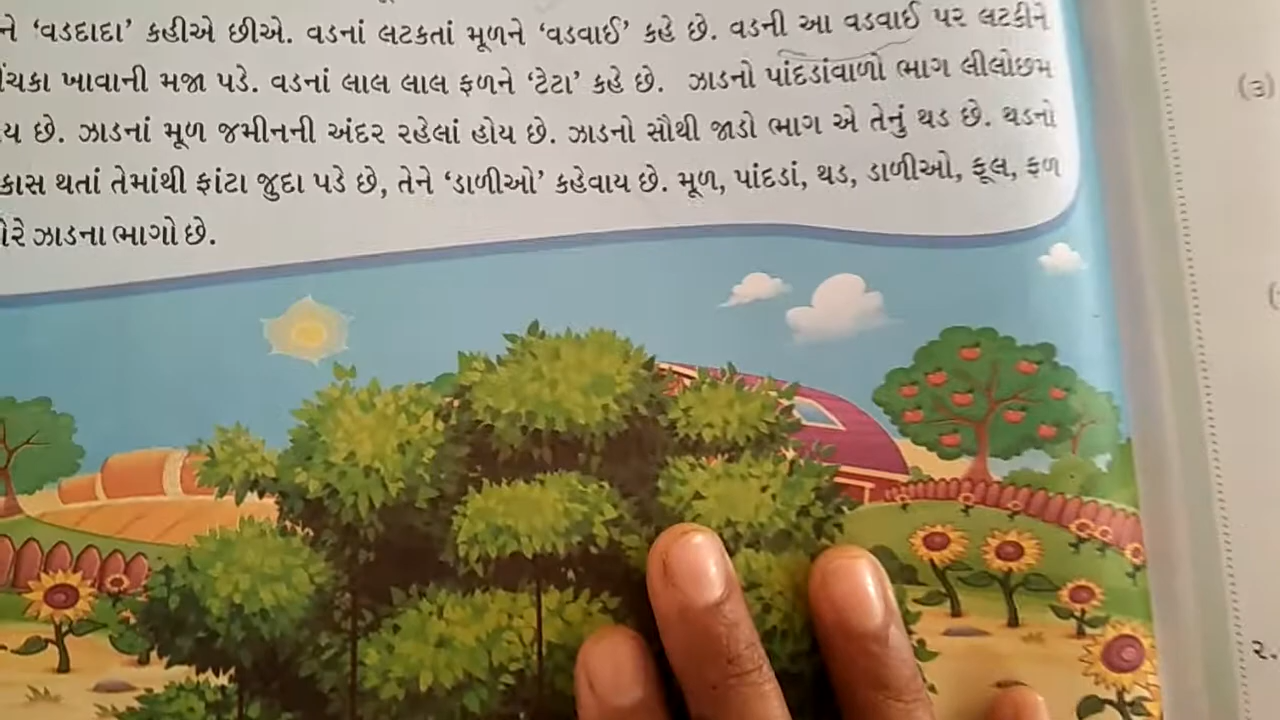 ને ‘વડદાદા’ કહીએ છીએ. વડનાં લટકતાં મૂળને ‘વડવાઈ’ કહે છે. વડની આ વડવાઈ પર લટકીને
ખાવાની મજા પડે. વડનાં લાલ લાલ ફળને ‘ટેટા’ કહે છે. ઝાડનો પાંદડાંવાળો ભાગ લીલોછમ
ય છે. ઝાડનાં મૂળ જમીનની અંદર રહેલાં હોય છે. ઝાડનો સૌથી જાડો ભાગ એ તેનું થડ છે. થડનો
કાસ થતાં તેમાંથી ફાંટા જુદા પડે છે, તેને ‘ડાળીઓ’ કહેવાય છે. મૂળ, પાંદડાં, થડ, ડાળીઓ, ફૂલ, ફળ
ઝાડના ભાગો છે.
(૩)
૨.